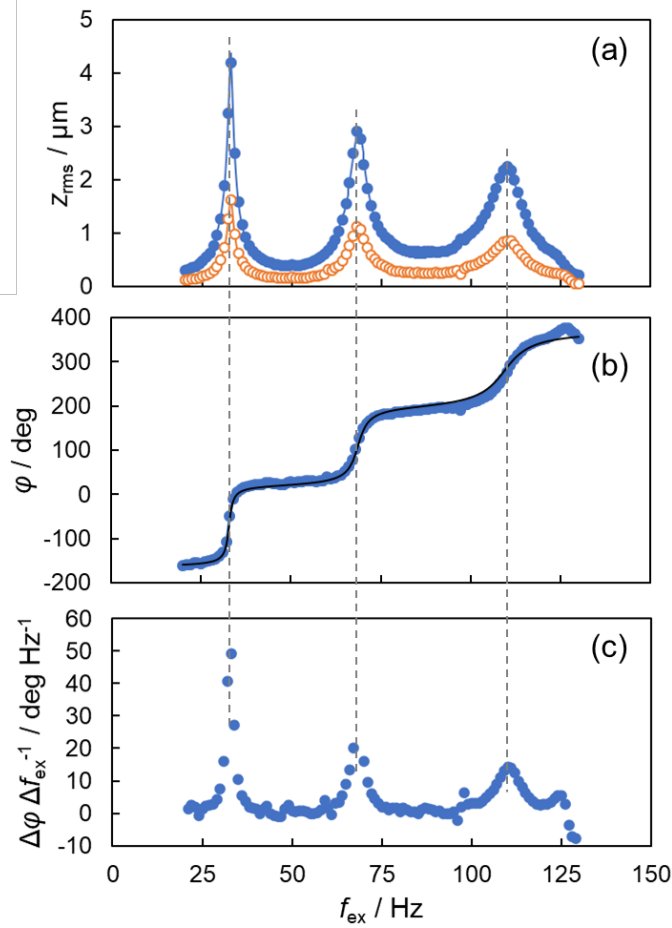 5
4
3
2
1
0
z_rms / μm
(a)
400
300
200
100
0
-100
-200
φ / deg
(b)
60
50
40
30
20
10
0
-10
Δφ Δf_ex⁻¹ / deg Hz⁻¹
(c)
0 25 50 75 100 125 150
f_ex / Hz